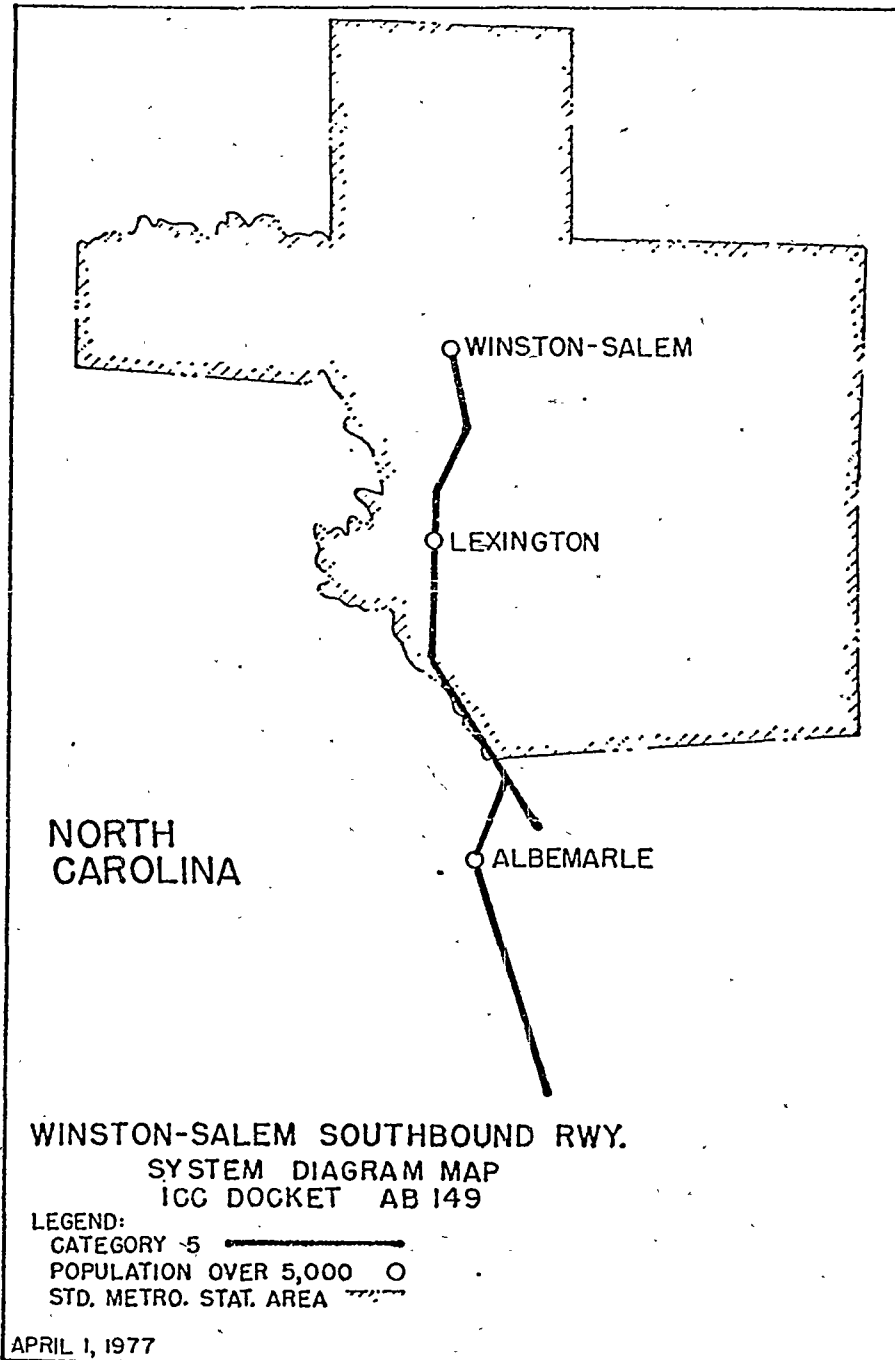 WINSTON-SALEM
LEXINGTON
NORTH
CAROLINA
ALBEMARLE
WINSTON-SALEM SOUTHBOUND RWY.
SYSTEM DIAGRAM MAP
ICC DOCKET AB 149
LEGEND:
CATEGORY 5
POPULATION OVER 5,000
STD. METRO. STAT. AREA
APRIL 1, 1977